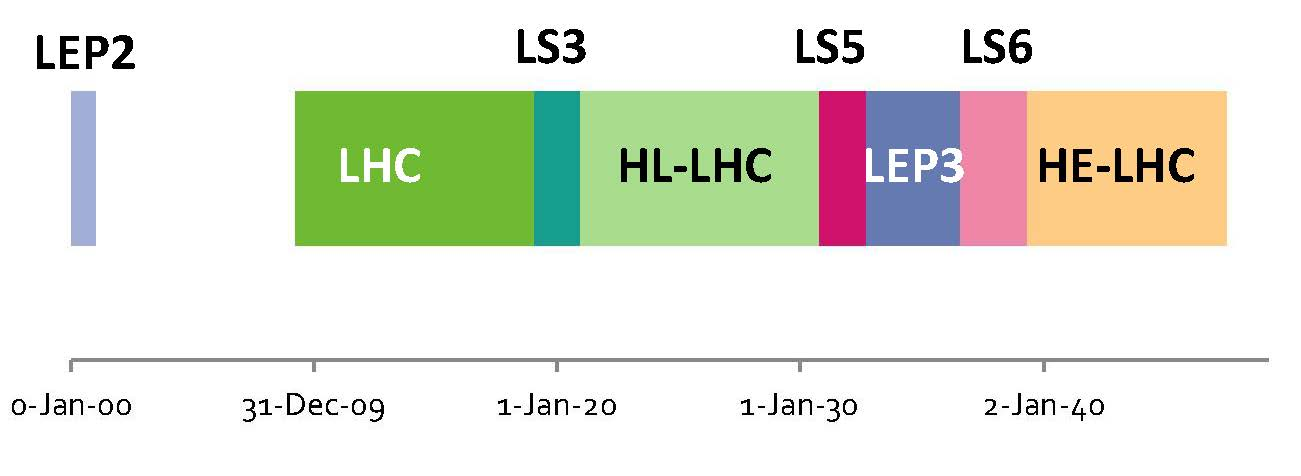 LEP2
LS3
LS5
LS6
LHC
HL-LHC
LEP3
HE-LHC
0-Jan-00
31-Dec-09
1-Jan-20
1-Jan-30
2-Jan-40